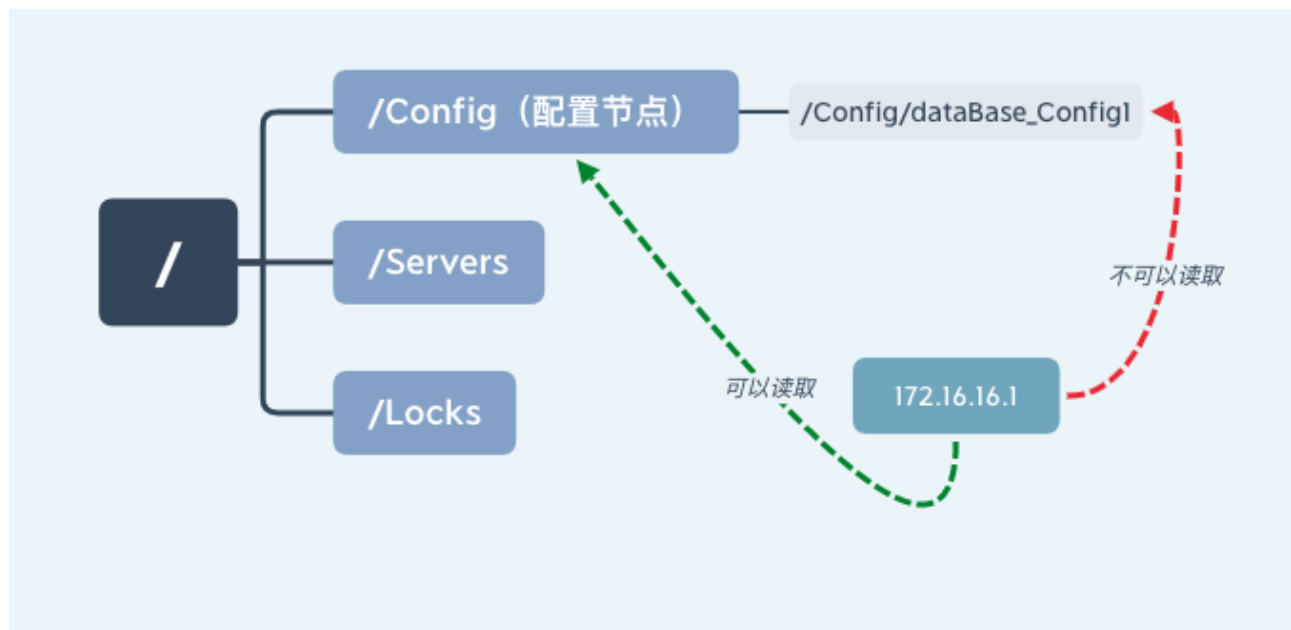 /Config（配置节点）
/Config/dataBase_Config1
/
/Servers
不可以读取
可以读取
172.16.16.1
/Locks